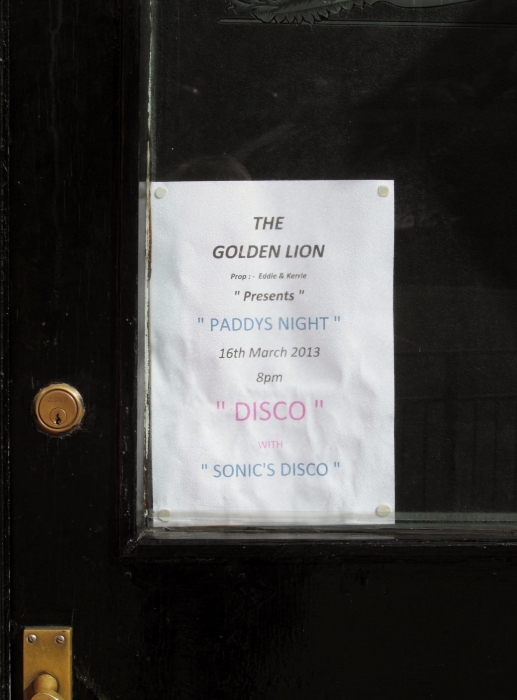 THE
GOLDEN LION
Prop : - Eddie & Kerrie
" Presents "
" PADDYS NIGHT "
16th March 2013
8pm
" DISCO "
WITH
" SONIC'S DISCO "